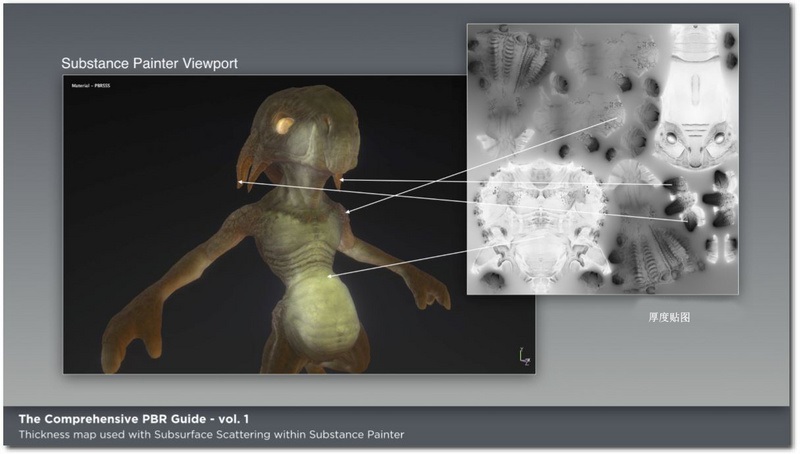 Substance Painter Viewport
Material - PBRSSS
厚度贴图
The Comprehensive PBR Guide - vol. 1
Thickness map used with Subsurface Scattering within Substance Painter